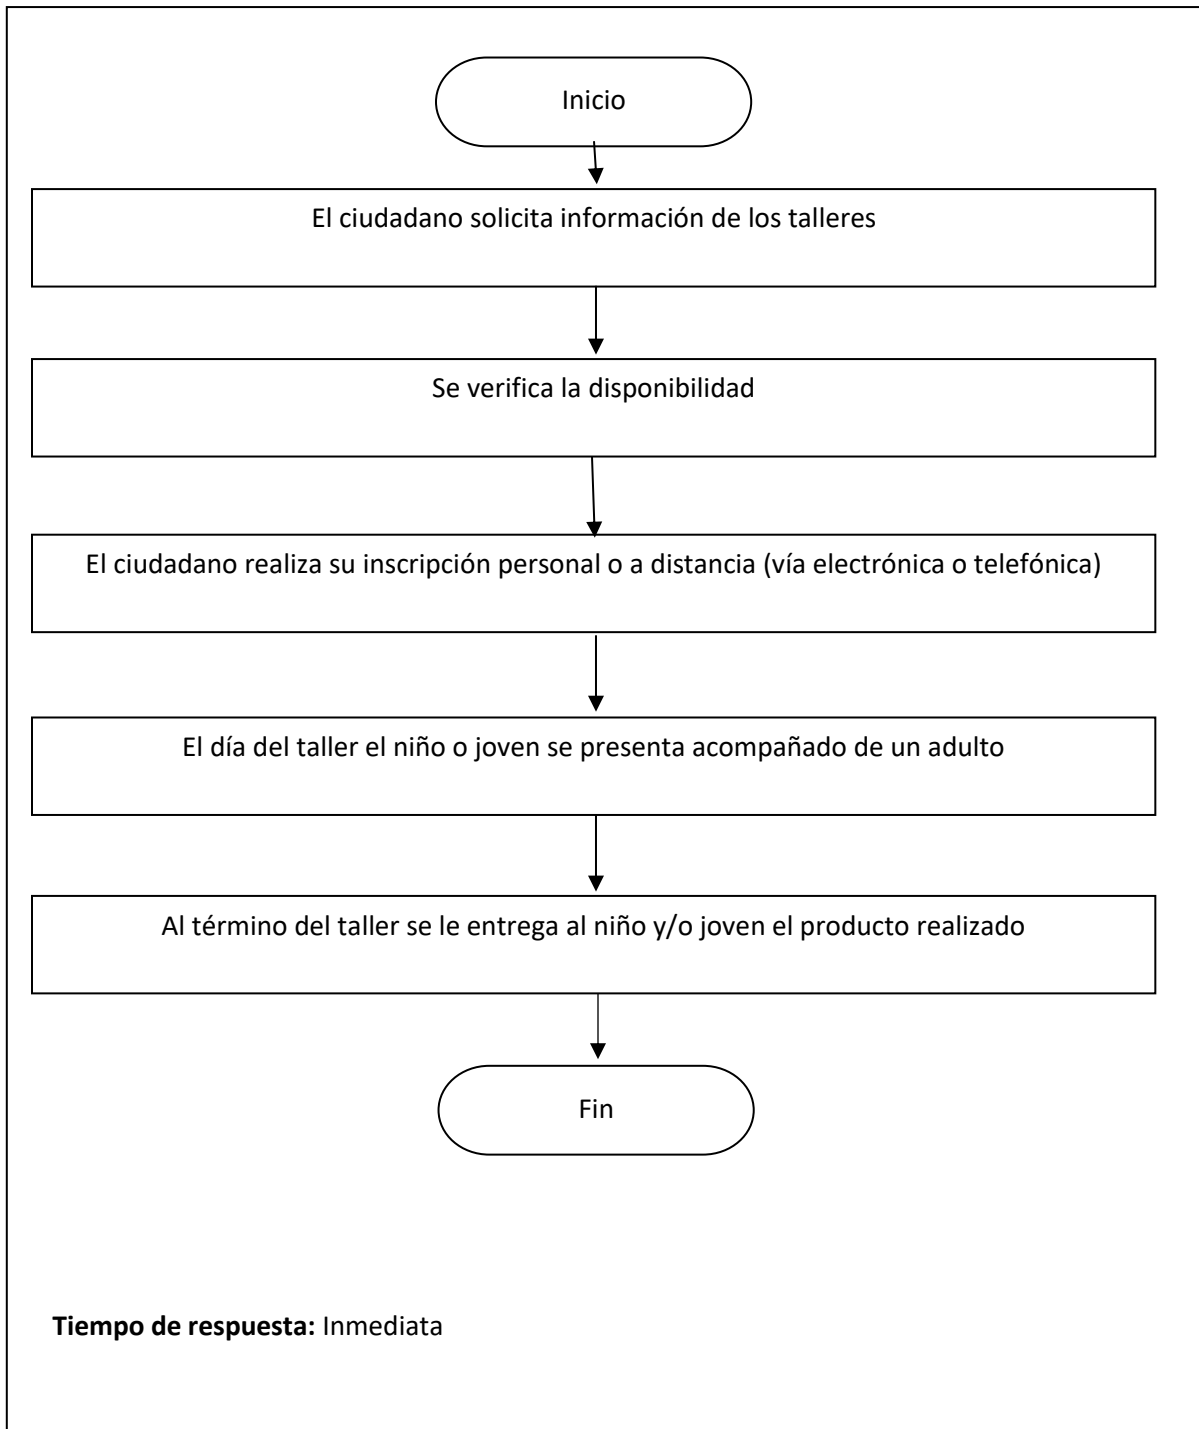 Inicio
El ciudadano solicita información de los talleres
Se verifica la disponibilidad
El ciudadano realiza su inscripción personal o a distancia (vía electrónica o telefónica)
El día del taller el niño o joven se presenta acompañado de un adulto
Al término del taller se le entrega al niño y/o joven el producto realizado
Fin
Tiempo de respuesta: Inmediata